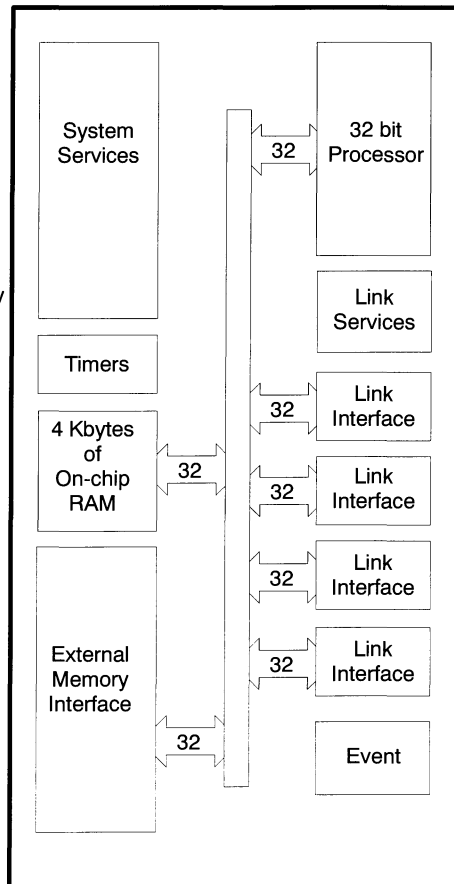 System
Services
32 bit
Processor
32
Link
Services
y
Timers
Link
Interface
32
4 Kbytes
of
On-chip
RAM
32
Link
Interface
32
Link
Interface
32
External
Memory
Interface
Link
Interface
32
32
Event